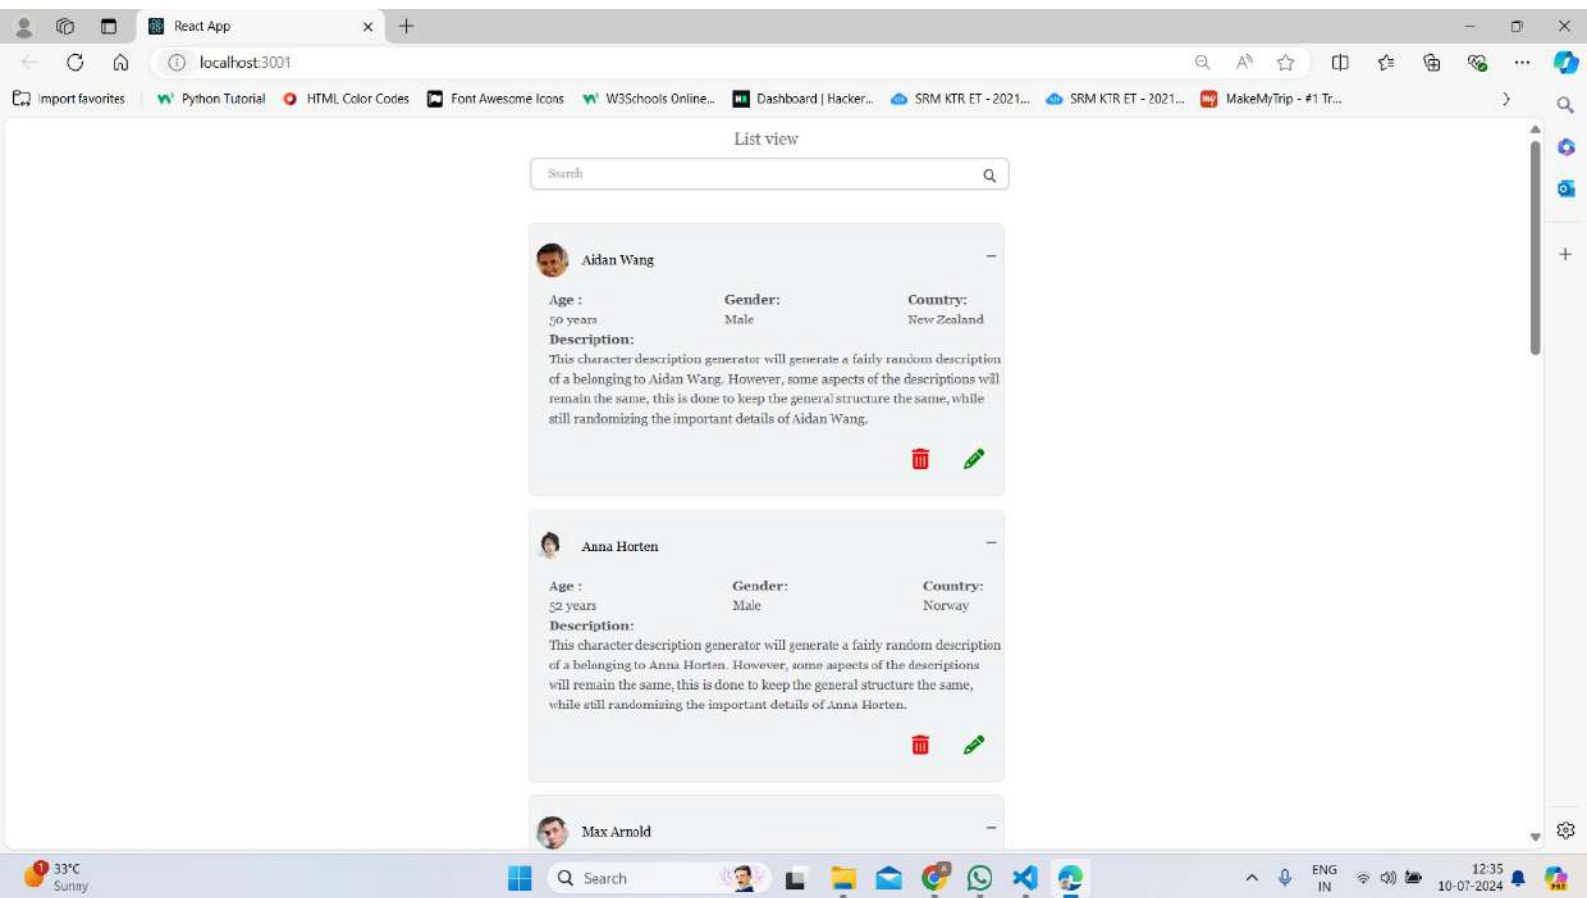 React App
localhost:3001
Import favorites Python Tutorial HTML Color Codes Font Awesome Icons W3Schools Online... Dashboard | Hacker... SRM KTR ET - 2021... SRM KTR ET - 2021... MakeMyTrip - #1 Tr...
List view
Search
Aidan Wang
Age : Gender: Country:
50 years Male New Zealand
Description:
This character description generator will generate a fairly random description
of a belonging to Aidan Wang. However, some aspects of the descriptions will
remain the same, this is done to keep the general structure the same, while
still randomizing the important details of Aidan Wang.
Anna Horten
Age : Gender: Country:
52 years Male Norway
Description:
This character description generator will generate a fairly random description
of a belonging to Anna Horten. However, some aspects of the descriptions
will remain the same, this is done to keep the general structure the same,
while still randomizing the important details of Anna Horten.
Max Arnold
1
33°C
Sunny
Search
ENG
IN
12:35
10-07-2024